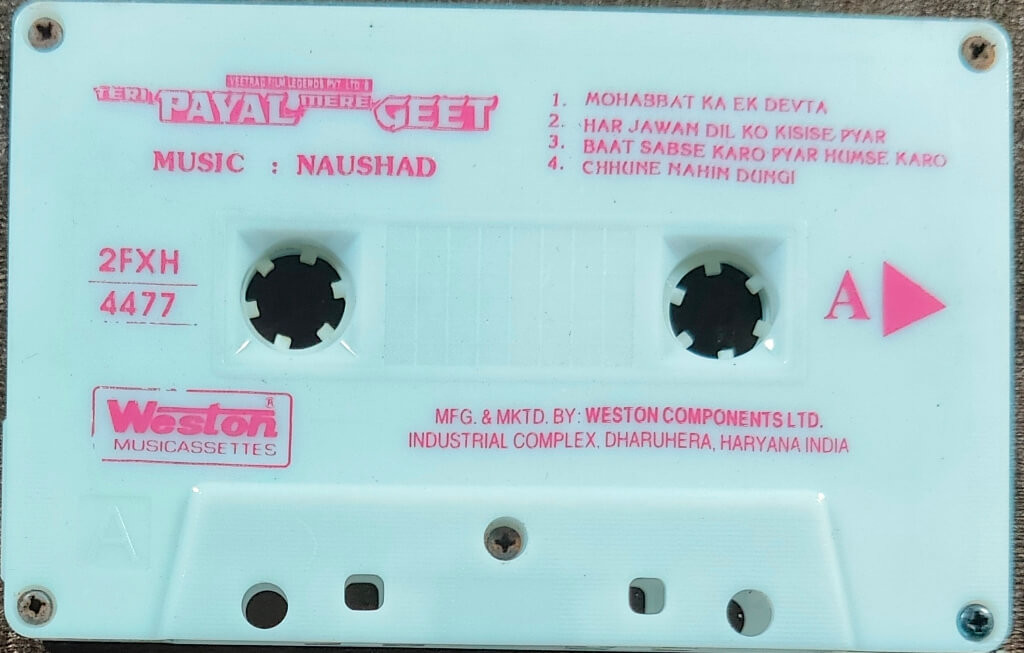 VEETRAG FILM LEGENDS PVT. LTD.'S
TERI PAYAL MERE GEET
MUSIC : NAUSHAD
1. MOHABBAT KA EK DEVTA
2. HAR JAWAN DIL KO KISISE PYAR
3. BAAT SABSE KARO PYAR HUMSE KARO
4. CHHUNE NAHIN DUNGI
2FXH
4477
A
Weston®
MUSICASSETTES
MFG. & MKTD. BY: WESTON COMPONENTS LTD.
INDUSTRIAL COMPLEX, DHARUHERA, HARYANA INDIA
A